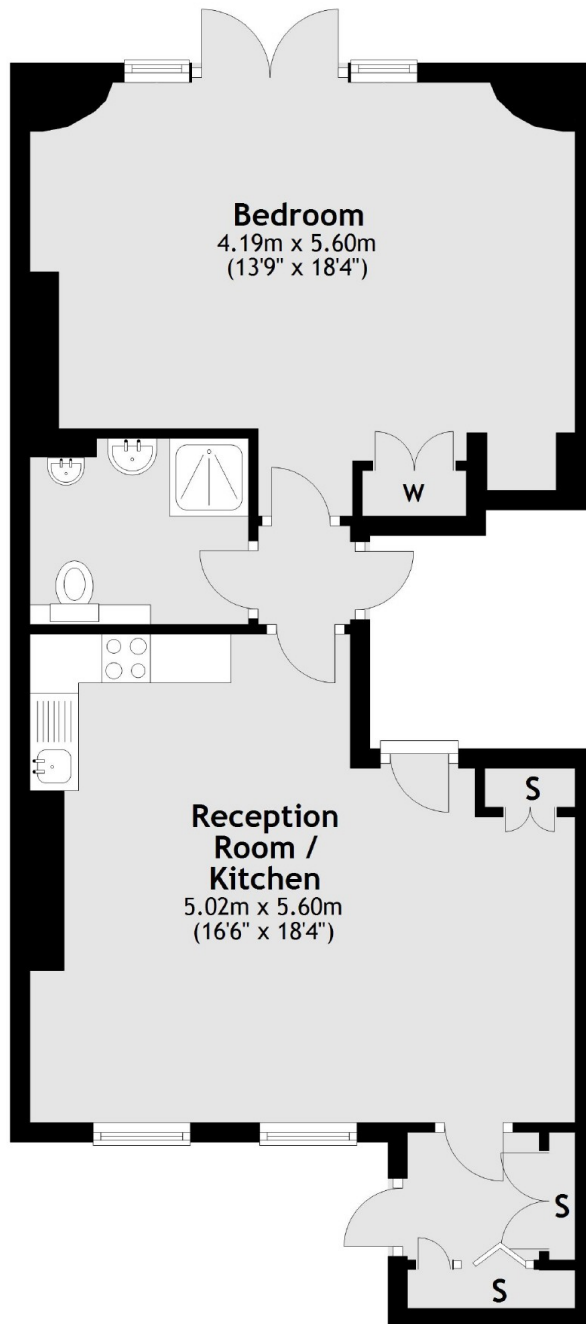 Bedroom
4.19m x 5.60m
(13'9" x 18'4")
W
S
Reception
Room /
Kitchen
5.02m x 5.60m
(16'6" x 18'4")
S
S